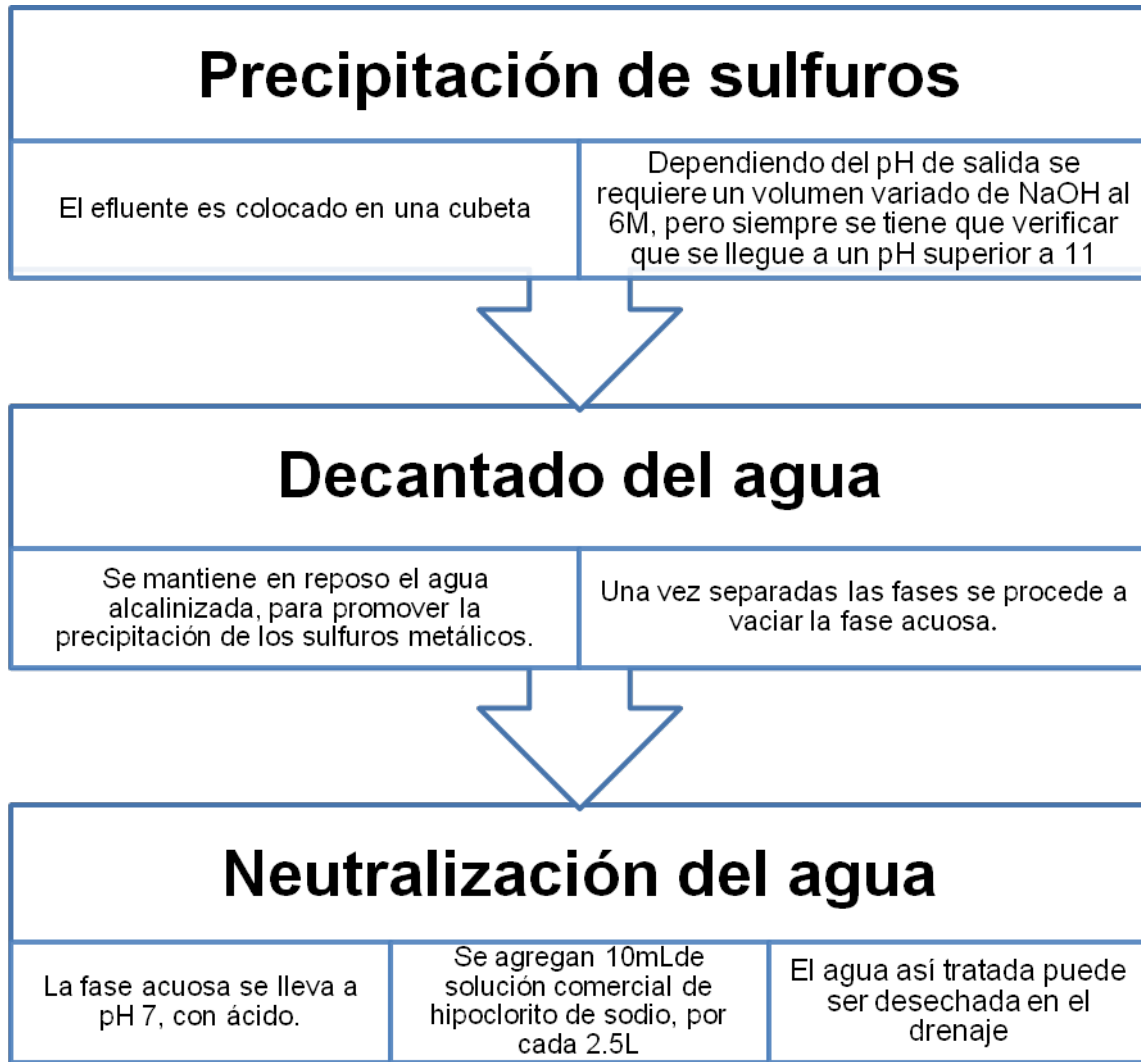 Precipitación de sulfuros
El efluente es colocado en una cubeta
Dependiendo del pH de salida se
requiere un volumen variado de NaOH al
6M, pero siempre se tiene que verificar
que se llegue a un pH superior a 11
Decantado del agua
Se mantiene en reposo el agua
alcalinizada, para promover la
precipitación de los sulfuros metálicos.
Una vez separadas las fases se procede a
vaciar la fase acuosa.
Neutralización del agua
La fase acuosa se lleva a
pH 7, con ácido.
Se agregan 10mLde
solución comercial de
hipoclorito de sodio, por
cada 2.5L
El agua así tratada puede
ser desechada en el
drenaje